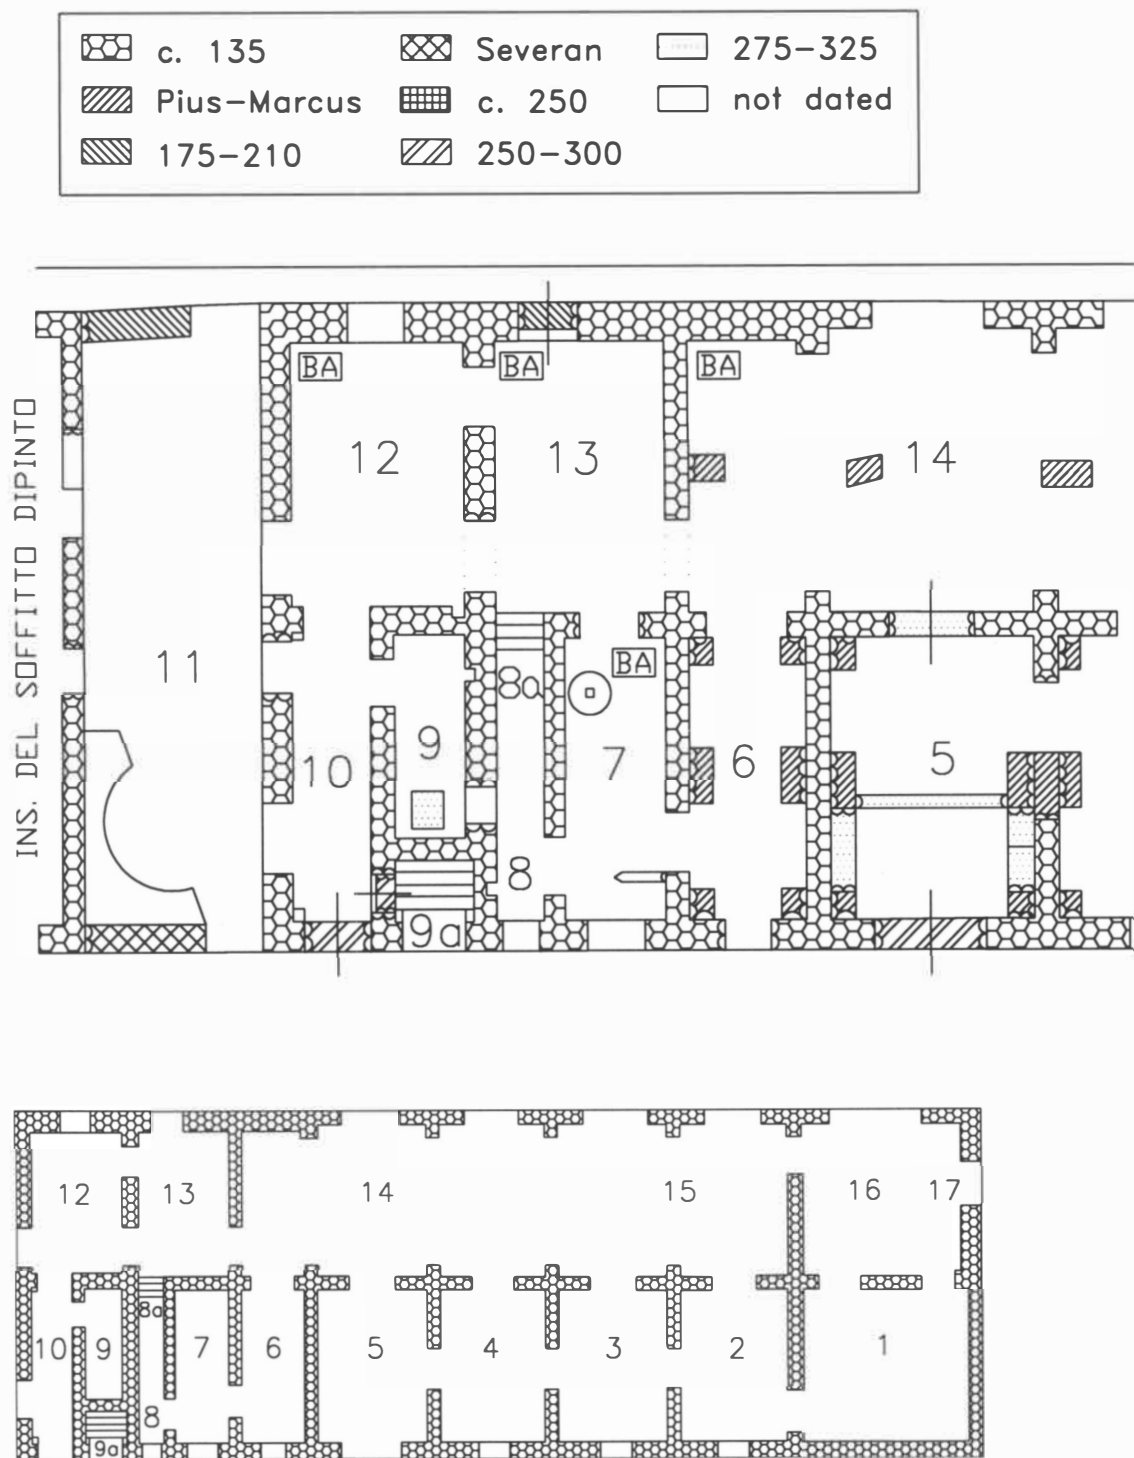 c. 135 Severan 275-325
Pius-Marcus c. 250 not dated
175-210 250-300
INS. DEL SOFFITTO DIPINTO
BA BA BA
12 13 14
11 8a BA
10 9 7 6 5
8
9a
12 13 14 15 16 17
8a
10 9 7 6 5 4 3 2 1
8
9a